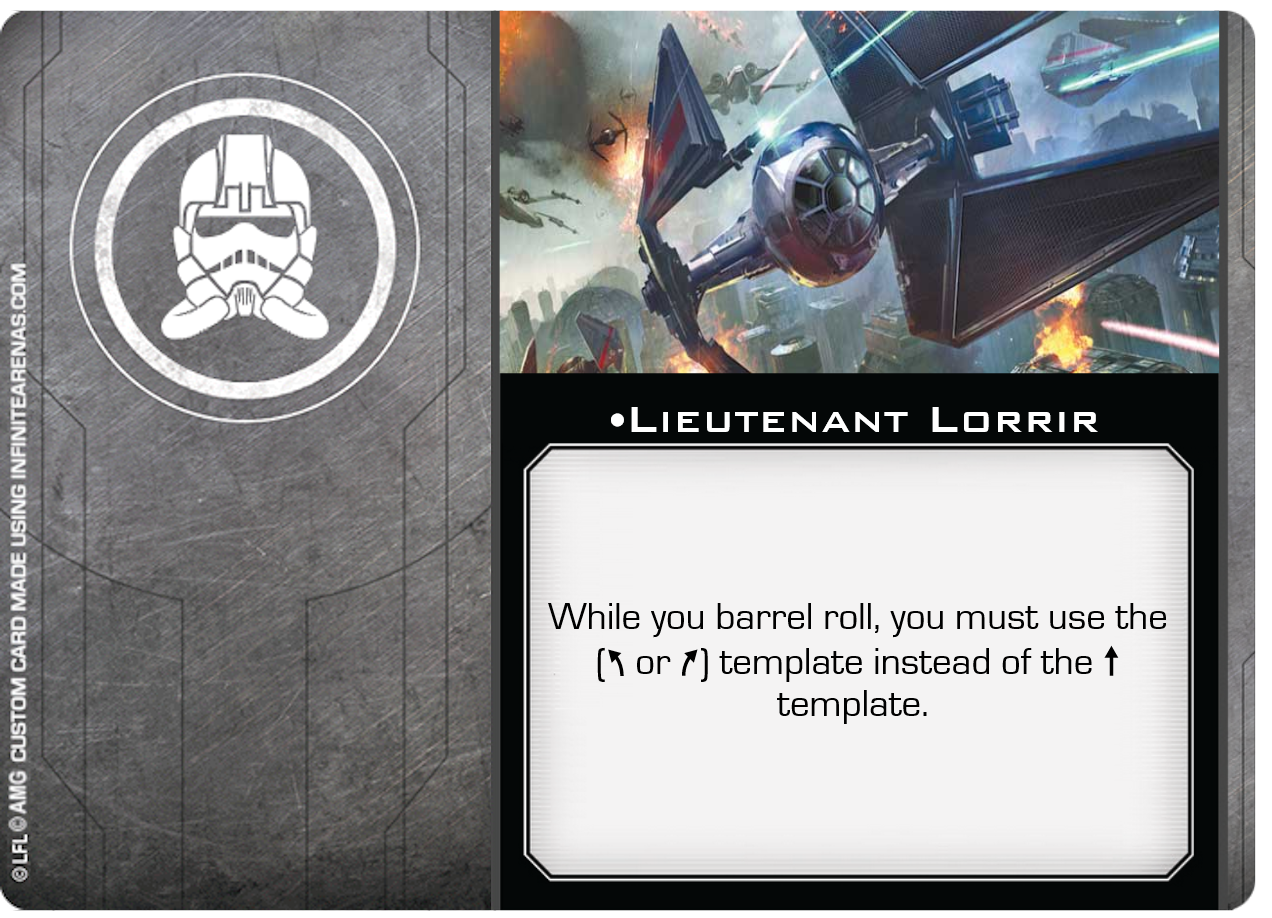 •Lieutenant Lorrir
While you barrel roll, you must use the
(↰ or ↱) template instead of the ↑
template.
©LFL ©AMG CUSTOM CARD MADE USING INFINITEARENAS.COM